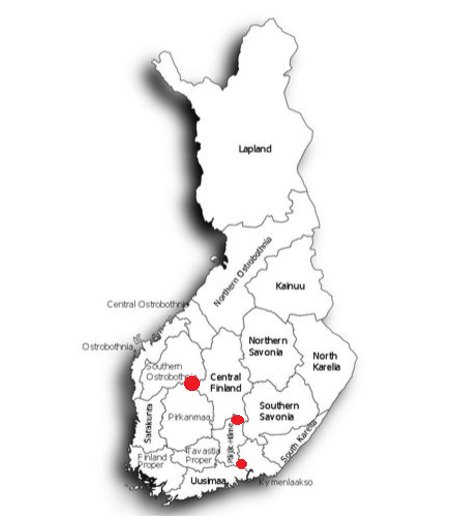 Lapland
Northern Ostrobothnia
Kainuu
Central Ostrobothnia
Ostrobothnia
Northern
Savonia
North
Karelia
Southern
Ostrobothnia
Central
Finland
Southern
Savonia
Satakunta
Pirkanmaa
Päijät-Häme
South Karelia
Finland
Proper
Tavastia
Proper
Uusimaa
Kymenlaakso